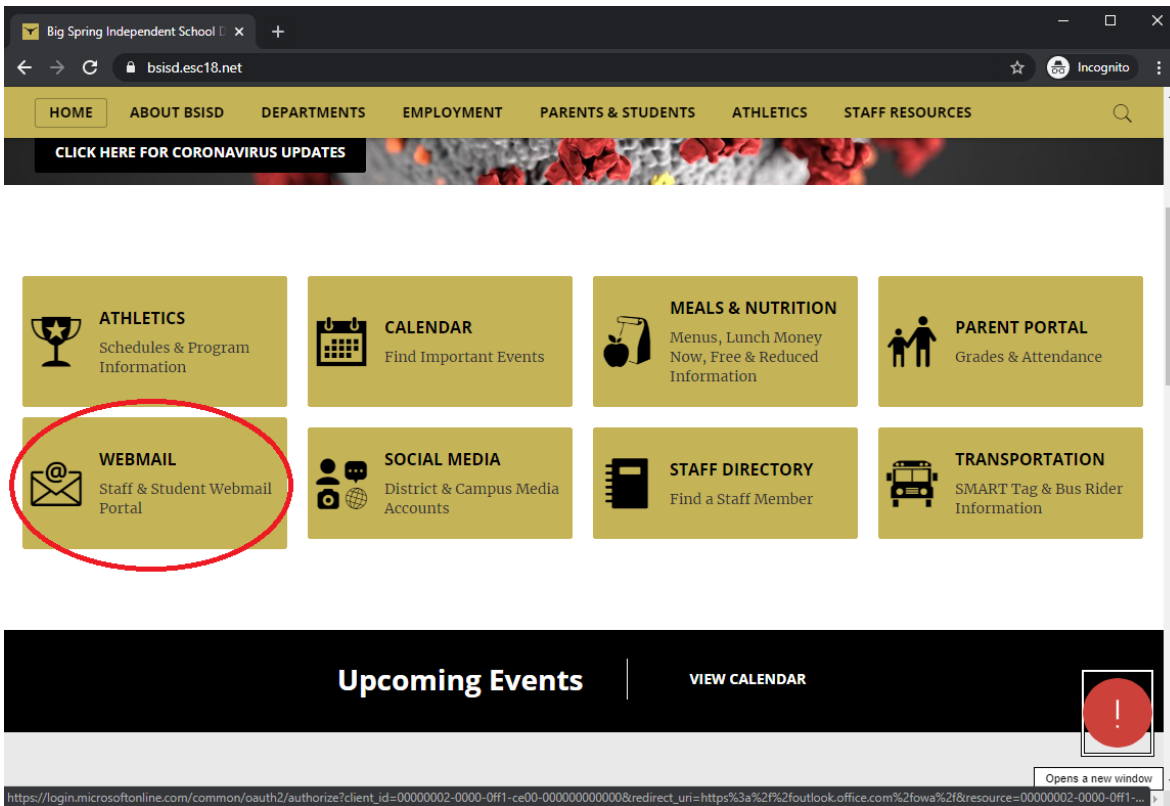 Big Spring Independent School D
bsisd.esc18.net
Incognito
HOME ABOUT BSISD DEPARTMENTS EMPLOYMENT PARENTS & STUDENTS ATHLETICS STAFF RESOURCES
CLICK HERE FOR CORONAVIRUS UPDATES
ATHLETICS
Schedules & Program
Information
CALENDAR
Find Important Events
MEALS & NUTRITION
Menus, Lunch Money
Now, Free & Reduced
Information
PARENT PORTAL
Grades & Attendance
WEBMAIL
Staff & Student Webmail
Portal
SOCIAL MEDIA
District & Campus Media
Accounts
STAFF DIRECTORY
Find a Staff Member
TRANSPORTATION
SMART Tag & Bus Rider
Information
Upcoming Events
VIEW CALENDAR
!
Opens a new window
https://login.microsoftonline.com/common/oauth2/authorize?client_id=00000002-0000-0ff1-ce00-000000000000&redirect_uri=https%3a%2f%2foutlook.office.com%2fowa%2f&resource=00000002-0000-0ff1-...